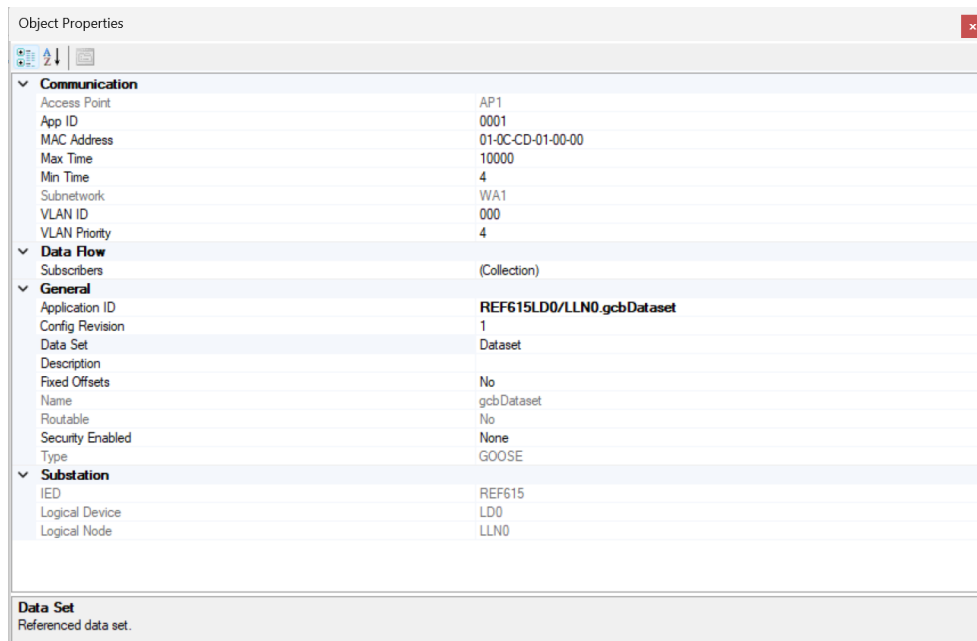 Object Properties
Communication
Access Point AP1
App ID 0001
MAC Address 01-0C-CD-01-00-00
Max Time 10000
Min Time 4
Subnetwork WA1
VLAN ID 000
VLAN Priority 4
Data Flow
Subscribers (Collection)
General
Application ID REF615LD0/LLN0.gcbDataset
Config Revision 1
Data Set Dataset
Description
Fixed Offsets No
Name gcbDataset
Routable No
Security Enabled None
Type GOOSE
Substation
IED REF615
Logical Device LD0
Logical Node LLN0
Data Set
Referenced data set.